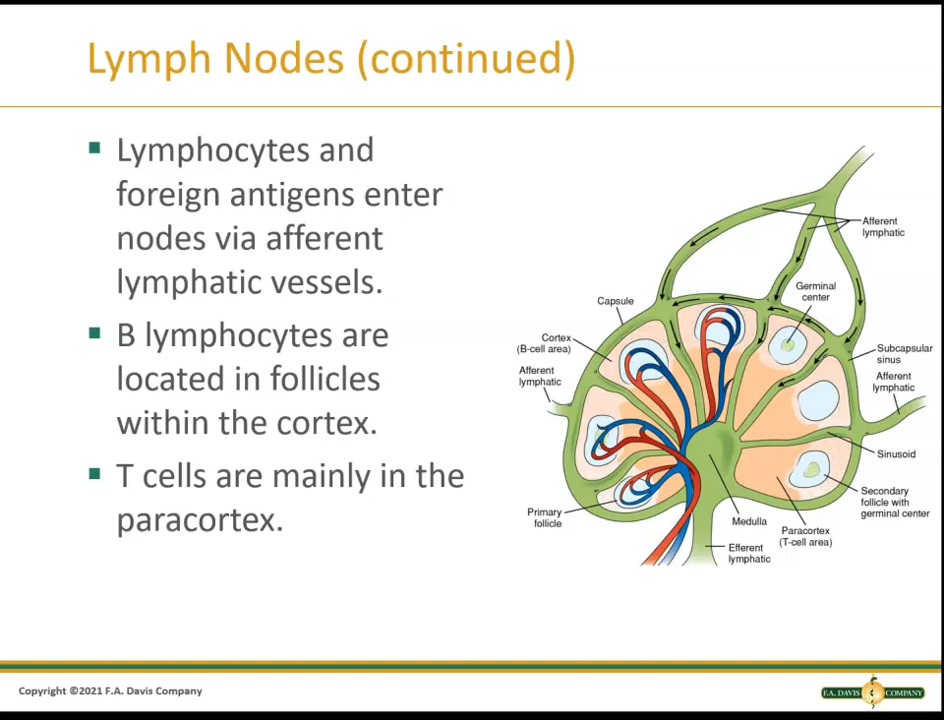 Lymph Nodes (continued)
▪ Lymphocytes and
foreign antigens enter
nodes via afferent
lymphatic vessels.
▪ B lymphocytes are
located in follicles
within the cortex.
▪ T cells are mainly in the
paracortex.
Afferent
lymphatic
Germinal
center
Capsule
Cortex
(B-cell area)
Afferent
lymphatic
Subcapsular
sinus
Afferent
lymphatic
Sinusoid
Secondary
follicle with
germinal center
Primary
follicle
Medulla
Paracortex
(T-cell area)
Efferent
lymphatic
Copyright ©2021 F.A. Davis Company
F.A. DAVIS COMPANY